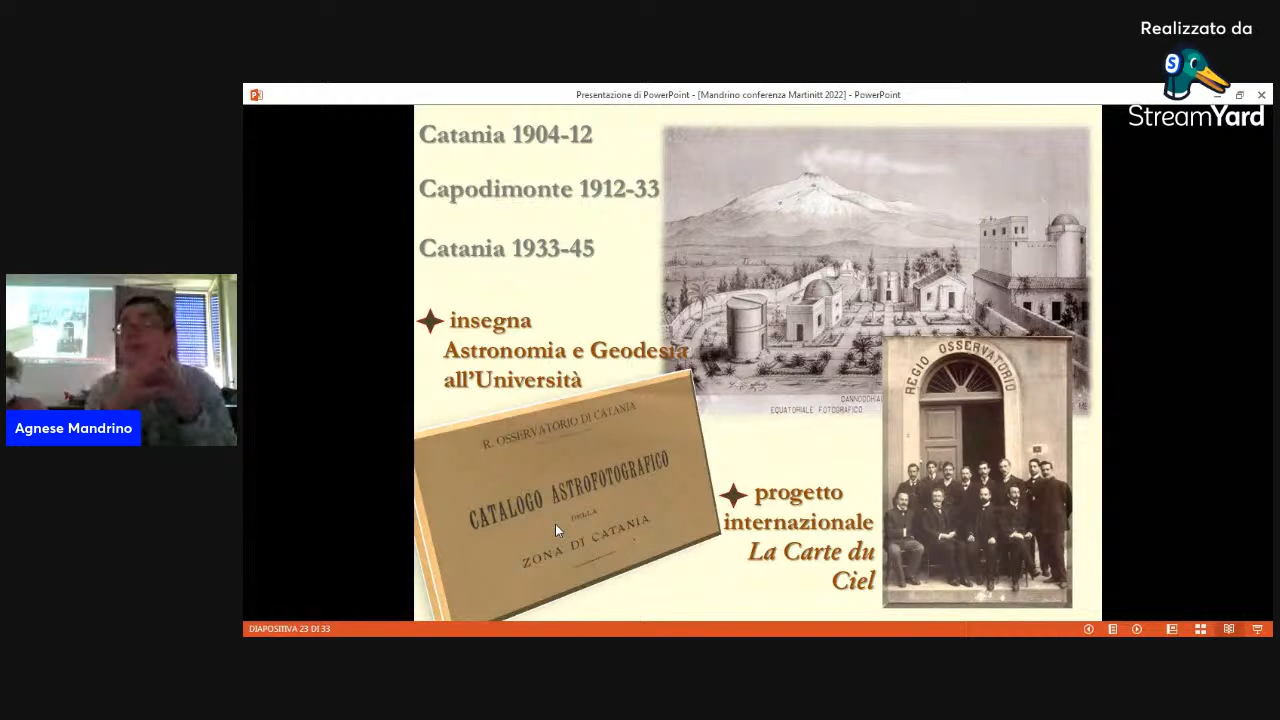 Realizzato da
StreamYard
Presentazione di PowerPoint - [Mandrino conferenza Martinitt 2022] - PowerPoint
Catania 1904-12
Capodimonte 1912-33
Catania 1933-45
insegna
Astronomia e Geodesia
all'Università
EQUATORIALE FOTOGRAFICO
REGIO OSSERVATORIO
R. OSSERVATORIO DI CATANIA
CATALOGO ASTROFOTOGRAFICO
DELLA
ZONA DI CATANIA
progetto
internazionale
La Carte du
Ciel
Agnese Mandrino
DIAPOSITIVA 23 DI 33